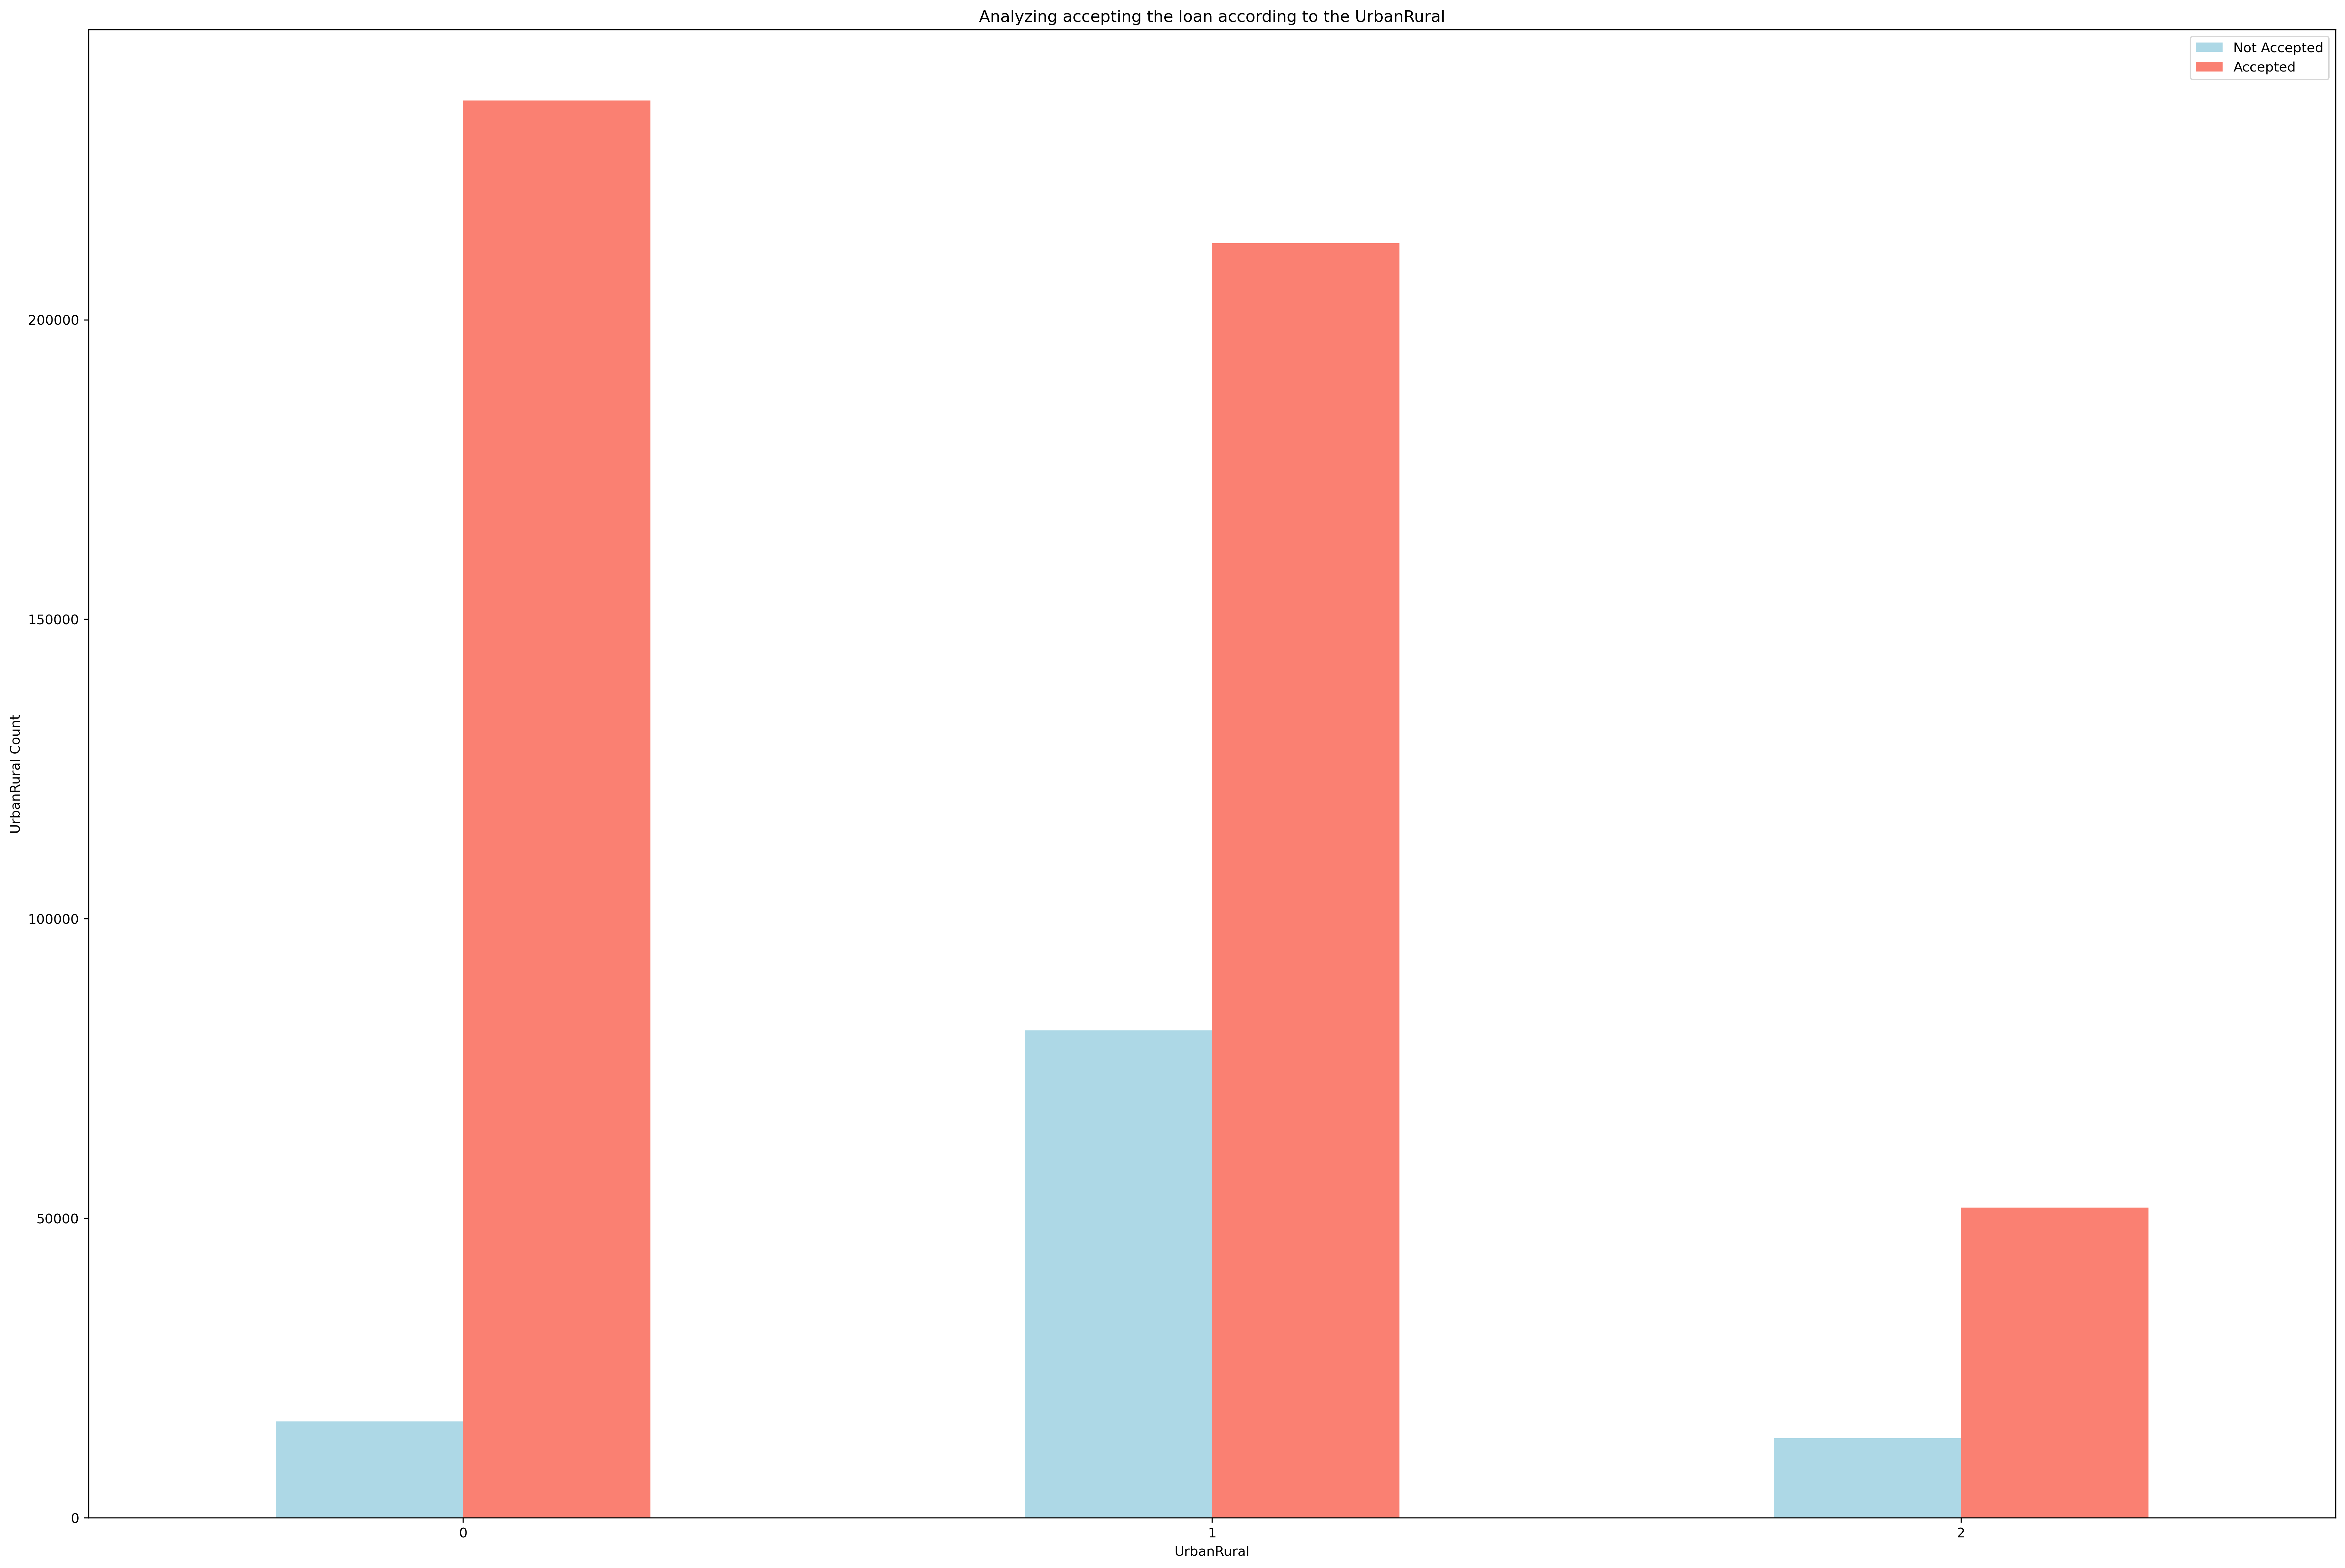 Analyzing accepting the loan according to the UrbanRural
Not Accepted
Accepted
200000
150000
100000
50000
0
UrbanRural Count
0
1
2
UrbanRural